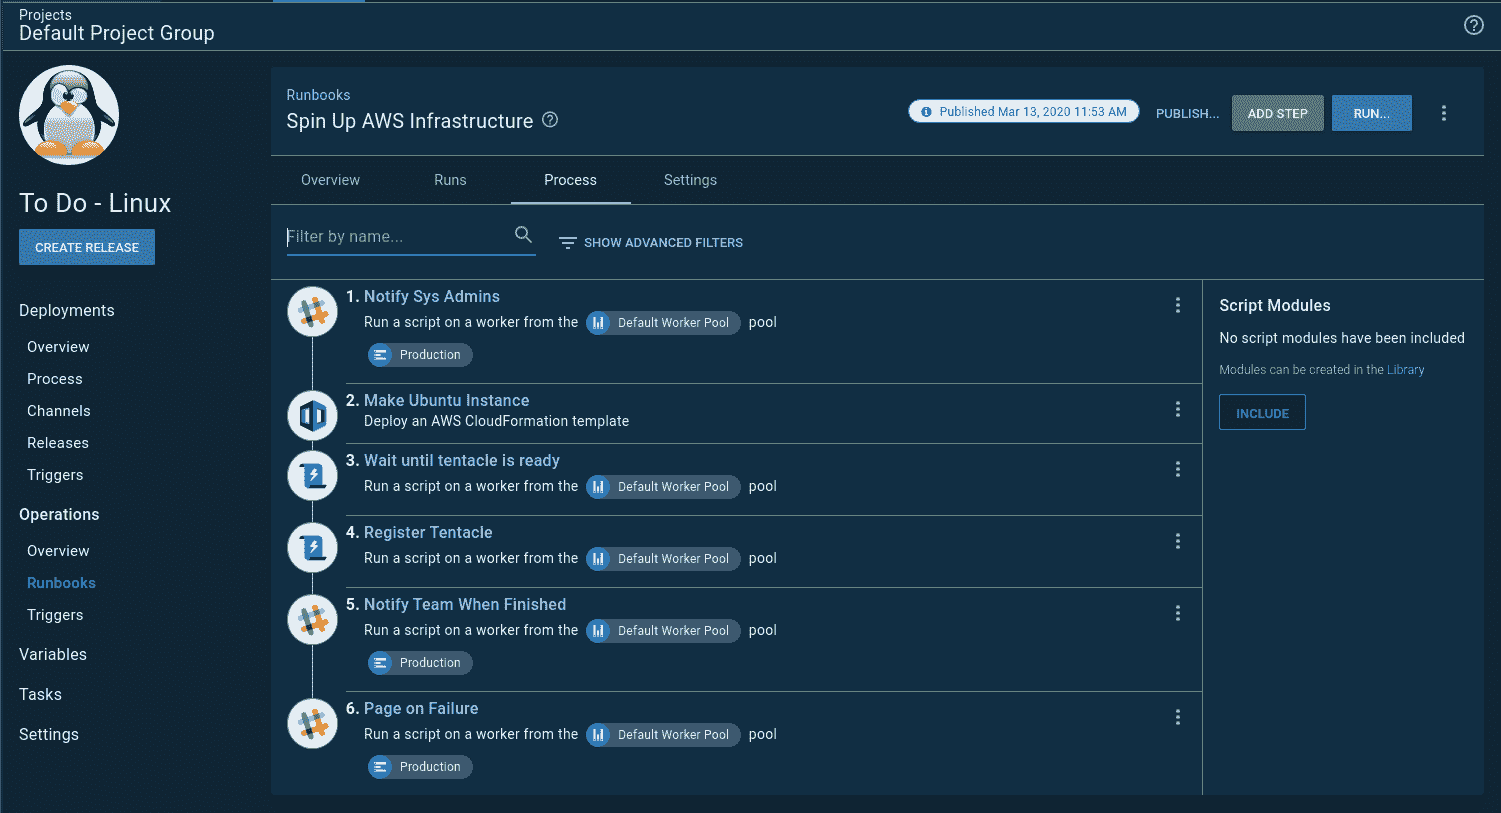 Projects
Default Project Group
To Do - Linux
CREATE RELEASE
Deployments
Overview
Process
Channels
Releases
Triggers
Operations
Overview
Runbooks
Triggers
Variables
Tasks
Settings
Runbooks
Spin Up AWS Infrastructure
Published Mar 13, 2020 11:53 AM
PUBLISH...
ADD STEP
RUN...
Overview
Runs
Process
Settings
Filter by name...
SHOW ADVANCED FILTERS
1. Notify Sys Admins
Run a script on a worker from the Default Worker Pool pool
Production
2. Make Ubuntu Instance
Deploy an AWS CloudFormation template
3. Wait until tentacle is ready
Run a script on a worker from the Default Worker Pool pool
4. Register Tentacle
Run a script on a worker from the Default Worker Pool pool
5. Notify Team When Finished
Run a script on a worker from the Default Worker Pool pool
Production
6. Page on Failure
Run a script on a worker from the Default Worker Pool pool
Production
Script Modules
No script modules have been included
Modules can be created in the Library
INCLUDE